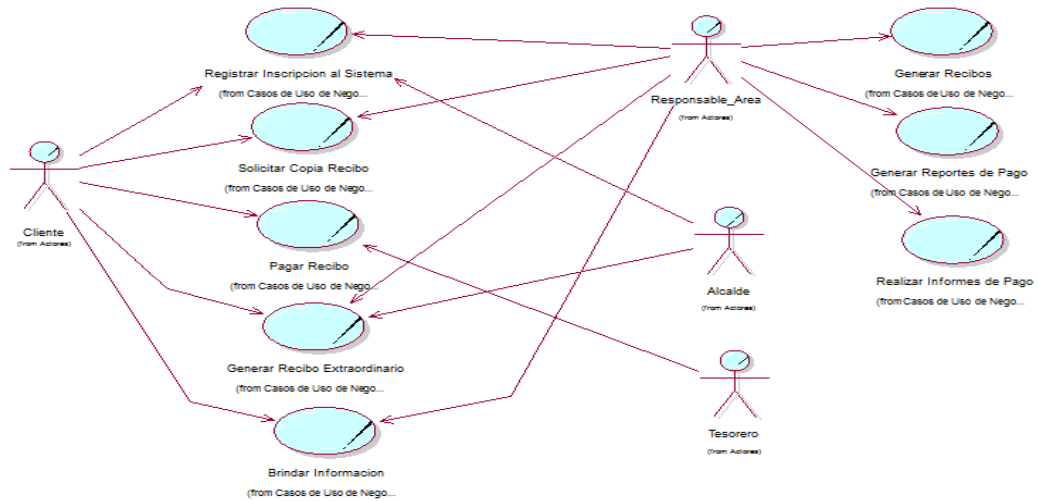 Registrar Inscripcion al Sistema
(from Casos de Uso de Nego...
Solicitar Copia Recibo
(from Casos de Uso de Nego...
Cliente
(from Actores)
Pagar Recibo
(from Casos de Uso de Nego...
Generar Recibo Extraordinario
(from Casos de Uso de Nego...
Brindar Informacion
(from Casos de Uso de Nego...
Responsable_Area
(from Actores)
Alcalde
(from Actores)
Tesorero
(from Actores)
Generar Recibos
(from Casos de Uso de Nego...
Generar Reportes de Pago
(from Casos de Uso de Nego...
Realizar Informes de Pago
(from Casos de Uso de Nego...